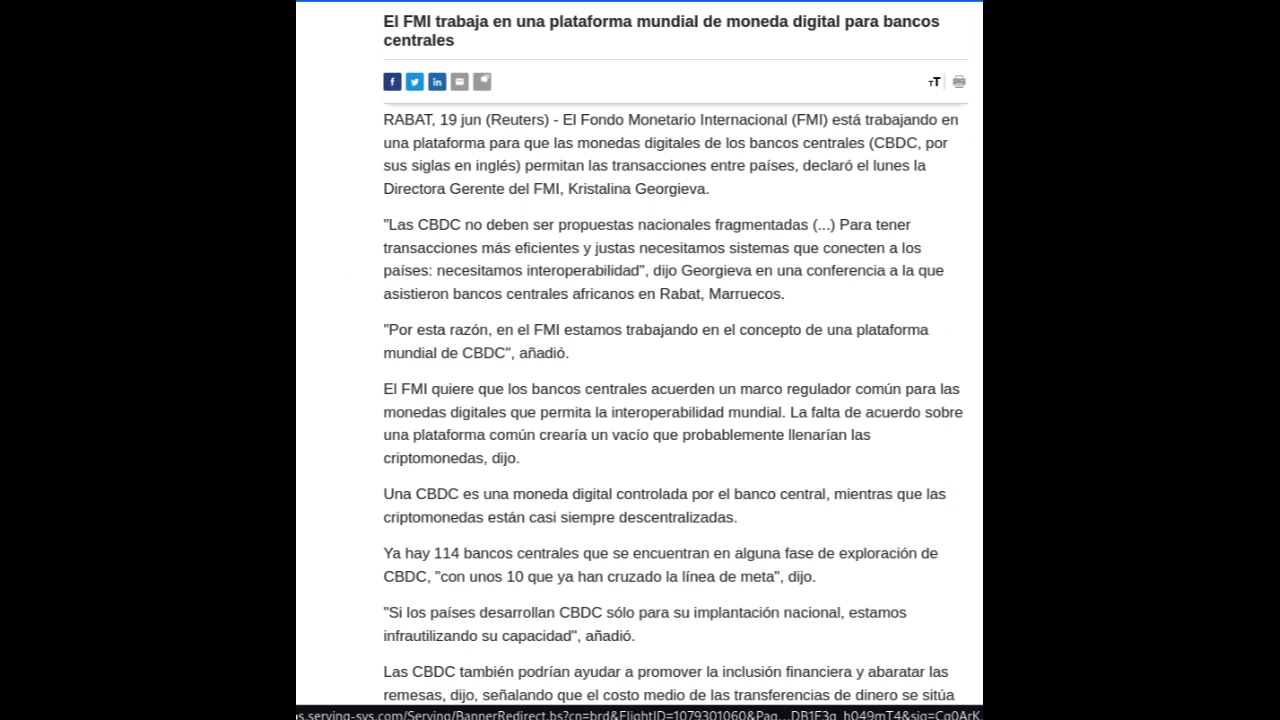 El FMI trabaja en una plataforma mundial de moneda digital para bancos
centrales
f
in
TT
RABAT, 19 jun (Reuters) - El Fondo Monetario Internacional (FMI) está trabajando en
una plataforma para que las monedas digitales de los bancos centrales (CBDC, por
sus siglas en inglés) permitan las transacciones entre países, declaró el lunes la
Directora Gerente del FMI, Kristalina Georgieva.
"Las CBDC no deben ser propuestas nacionales fragmentadas (...) Para tener
transacciones más eficientes y justas necesitamos sistemas que conecten a los
países: necesitamos interoperabilidad", dijo Georgieva en una conferencia a la que
asistieron bancos centrales africanos en Rabat, Marruecos.
"Por esta razón, en el FMI estamos trabajando en el concepto de una plataforma
mundial de CBDC", añadió.
El FMI quiere que los bancos centrales acuerden un marco regulador común para las
monedas digitales que permita la interoperabilidad mundial. La falta de acuerdo sobre
una plataforma común crearía un vacío que probablemente llenarían las
criptomonedas, dijo.
Una CBDC es una moneda digital controlada por el banco central, mientras que las
criptomonedas están casi siempre descentralizadas.
Ya hay 114 bancos centrales que se encuentran en alguna fase de exploración de
CBDC, "con unos 10 que ya han cruzado la línea de meta", dijo.
"Si los países desarrollan CBDC sólo para su implantación nacional, estamos
infrautilizando su capacidad", añadió.
Las CBDC también podrían ayudar a promover la inclusión financiera y abaratar las
remesas, dijo, señalando que el costo medio de las transferencias de dinero se sitúa